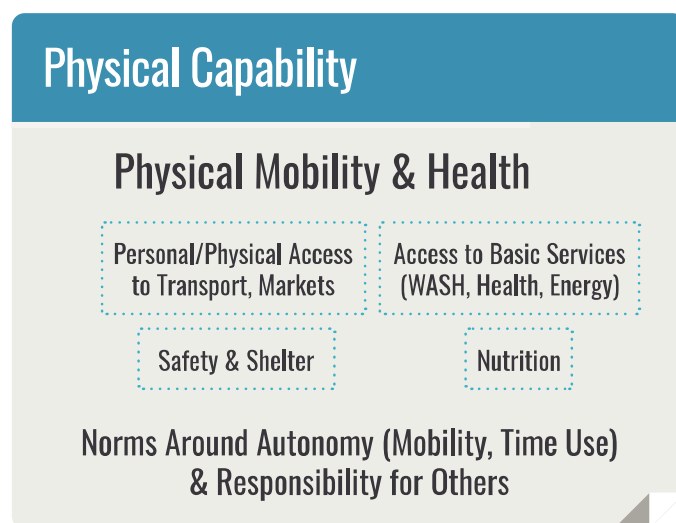 Physical Capability
Physical Mobility & Health
Personal/Physical Access
to Transport, Markets
Access to Basic Services
(WASH, Health, Energy)
Safety & Shelter
Nutrition
Norms Around Autonomy (Mobility, Time Use)
& Responsibility for Others